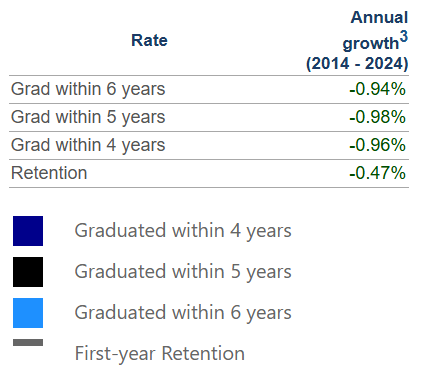 Rate Annual growth3 (2014 - 2024)
Grad within 6 years -0.94%
Grad within 5 years -0.98%
Grad within 4 years -0.96%
Retention -0.47%
Graduated within 4 years
Graduated within 5 years
Graduated within 6 years
First-year Retention